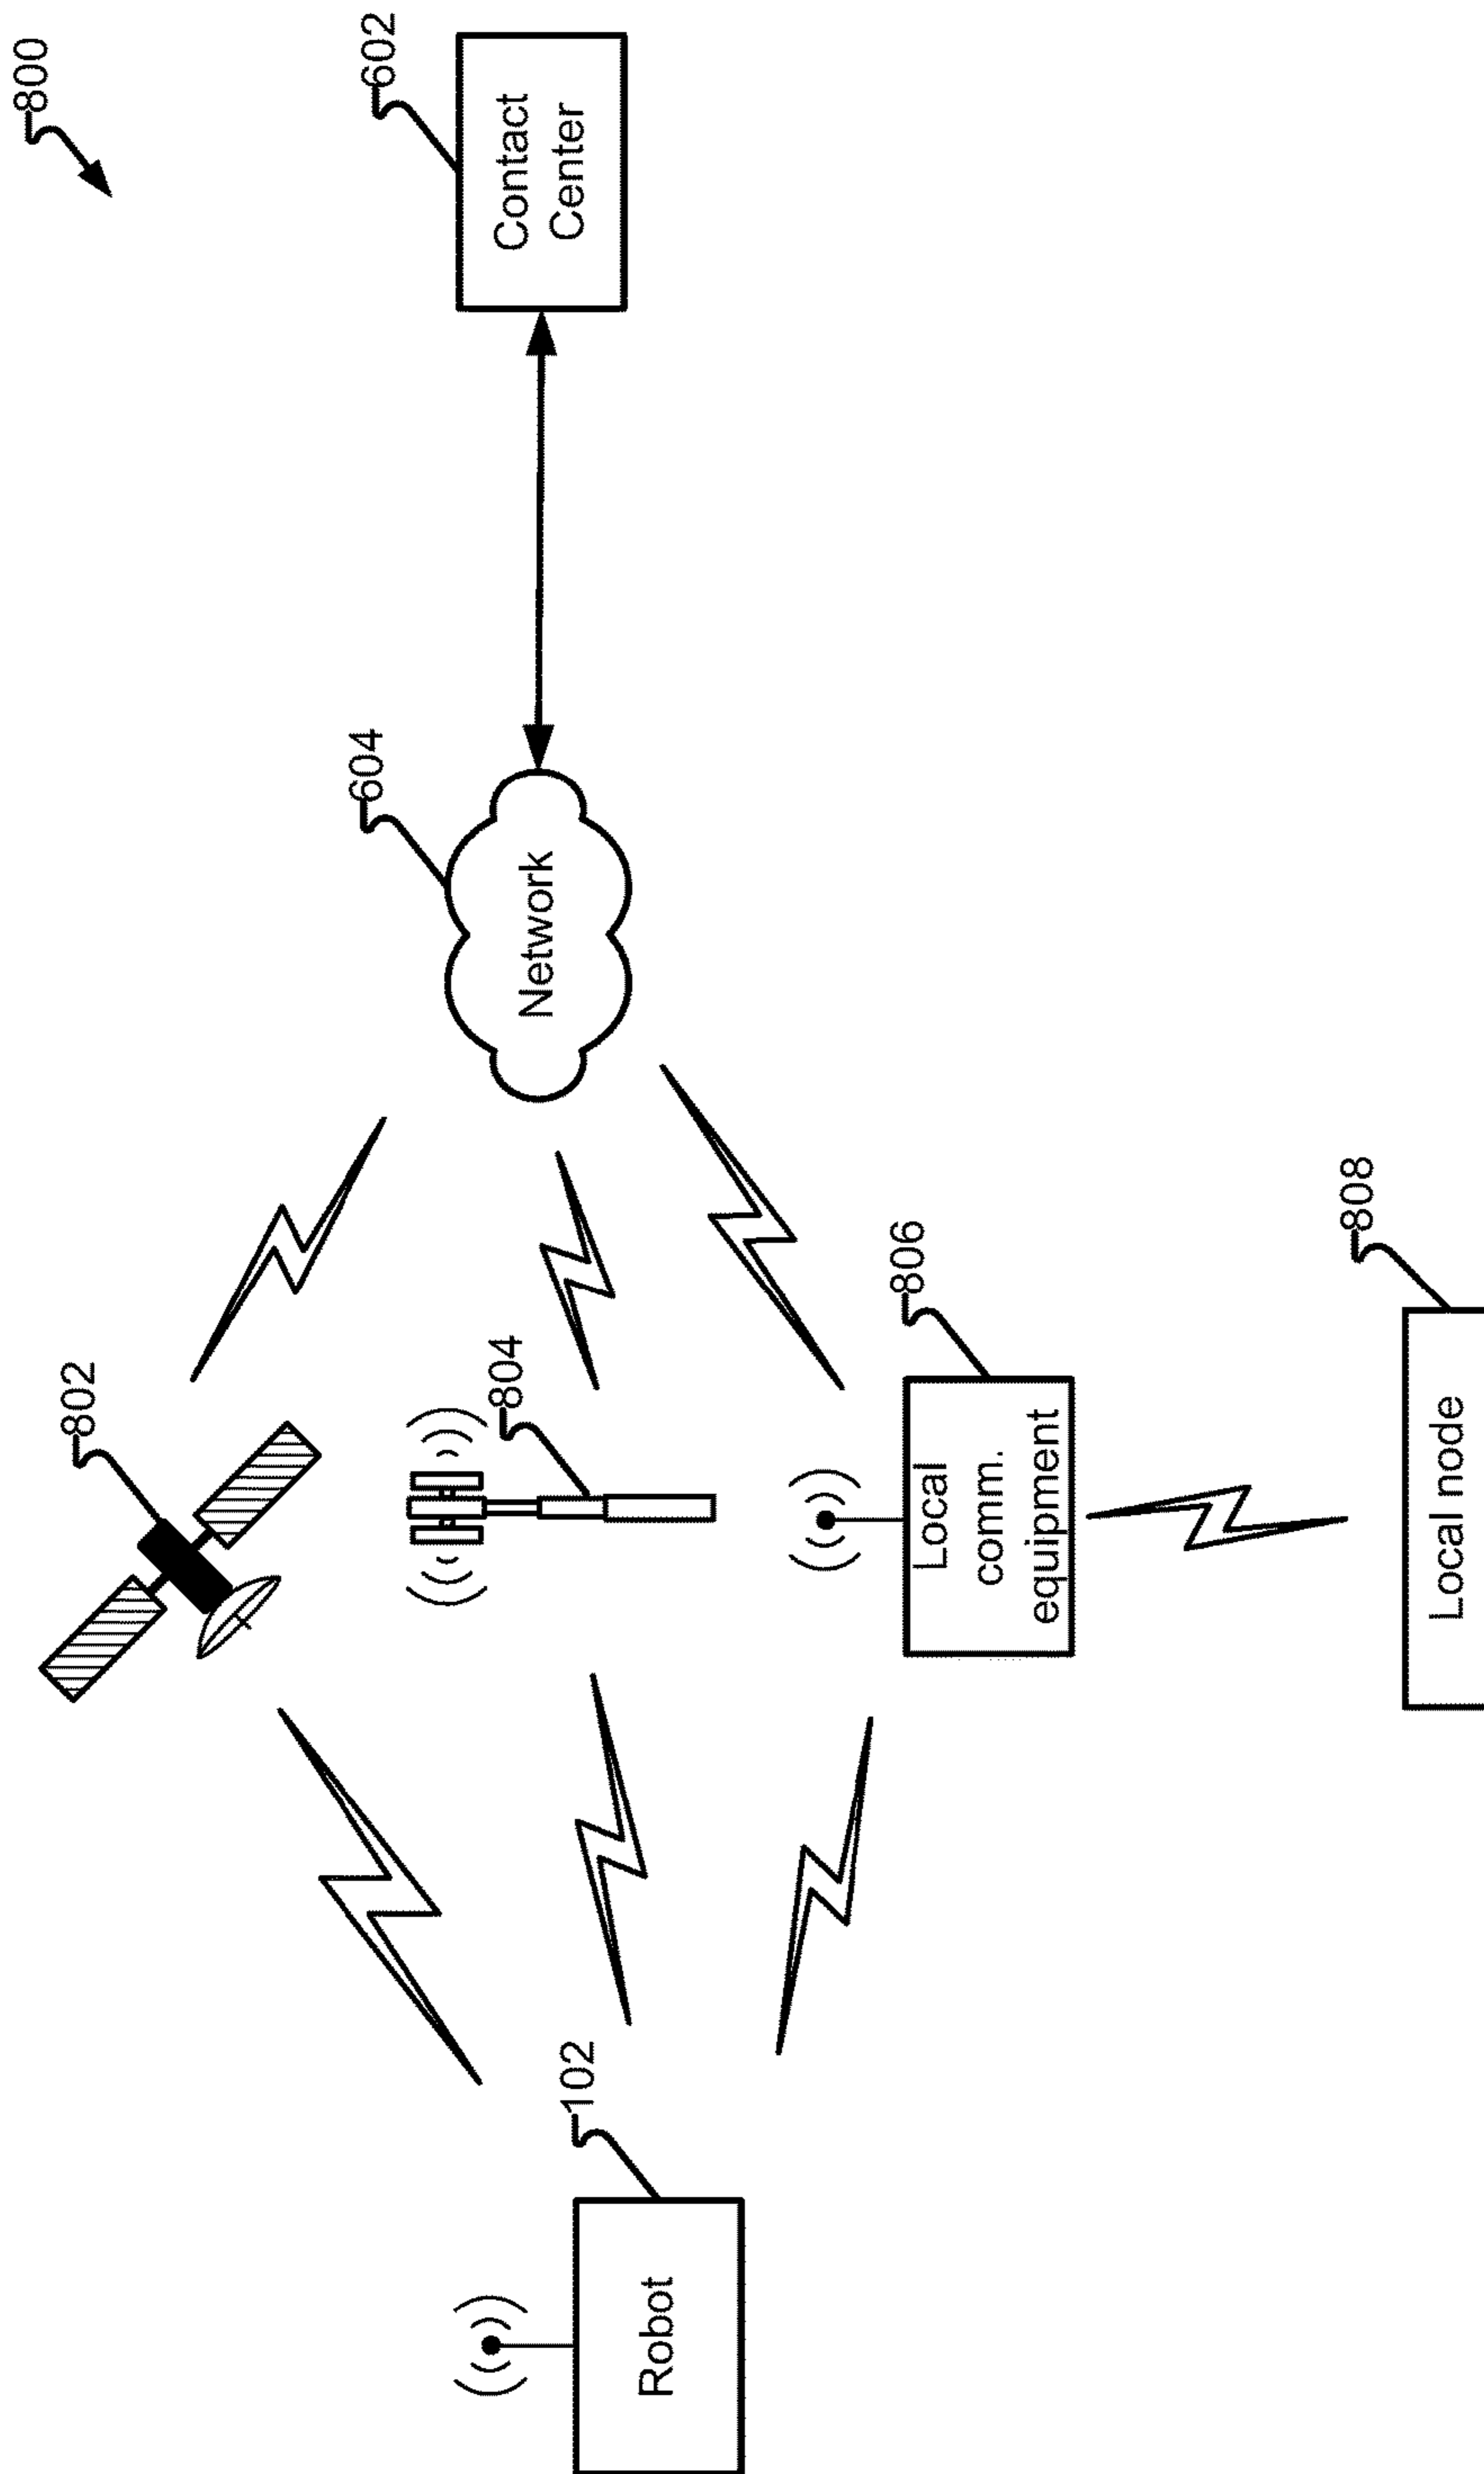 800
802
604
602
Contact
Center
Network
804
102
Robot
806
Local
comm.
equipment
808
Local node